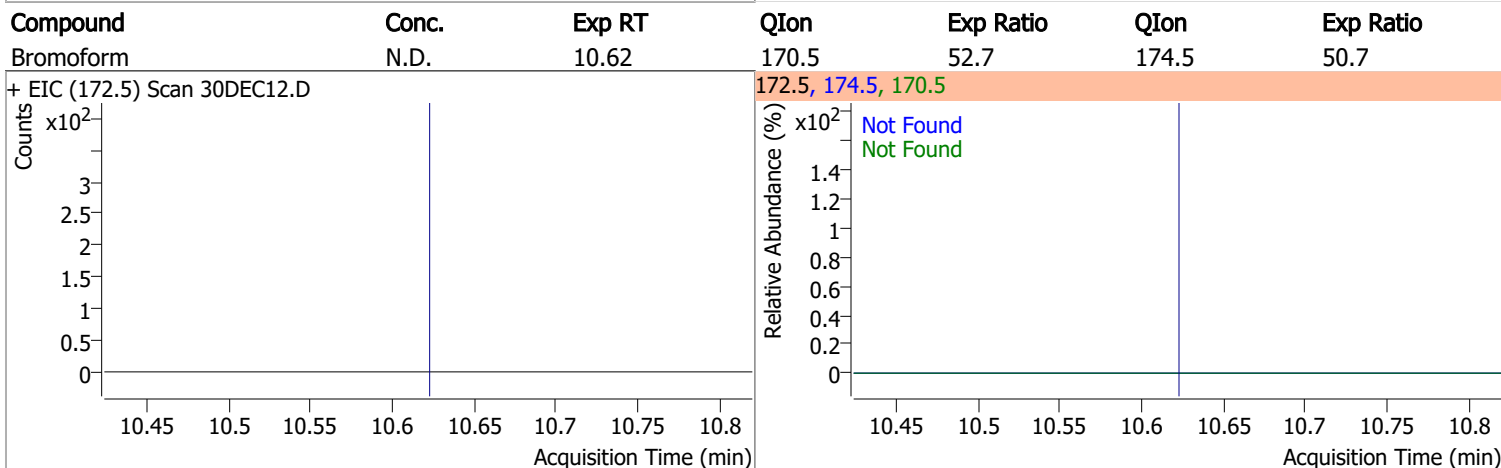 Compound Conc. Exp RT QIon Exp Ratio QIon Exp Ratio
Bromoform N.D. 10.62 170.5 52.7 174.5 50.7
+ EIC (172.5) Scan 30DEC12.D
Counts
x10²
3
2.5
2
1.5
1
0.5
0
10.45 10.5 10.55 10.6 10.65 10.7 10.75 10.8
Acquisition Time (min)
172.5, 174.5, 170.5
Relative Abundance (%)
x10²
Not Found
Not Found
1.4
1.2
1
0.8
0.6
0.4
0.2
0
10.45 10.5 10.55 10.6 10.65 10.7 10.75 10.8
Acquisition Time (min)